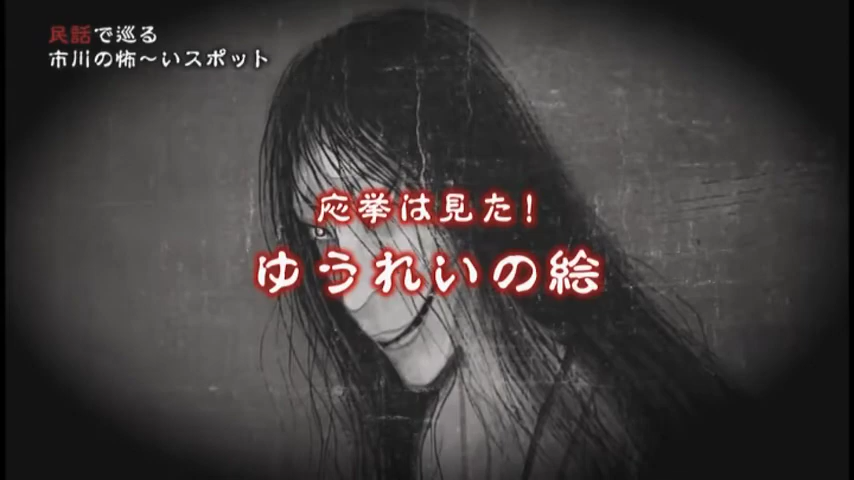 民話で巡る
市川の怖～いスポット
応挙は見た！
ゆうれいの絵